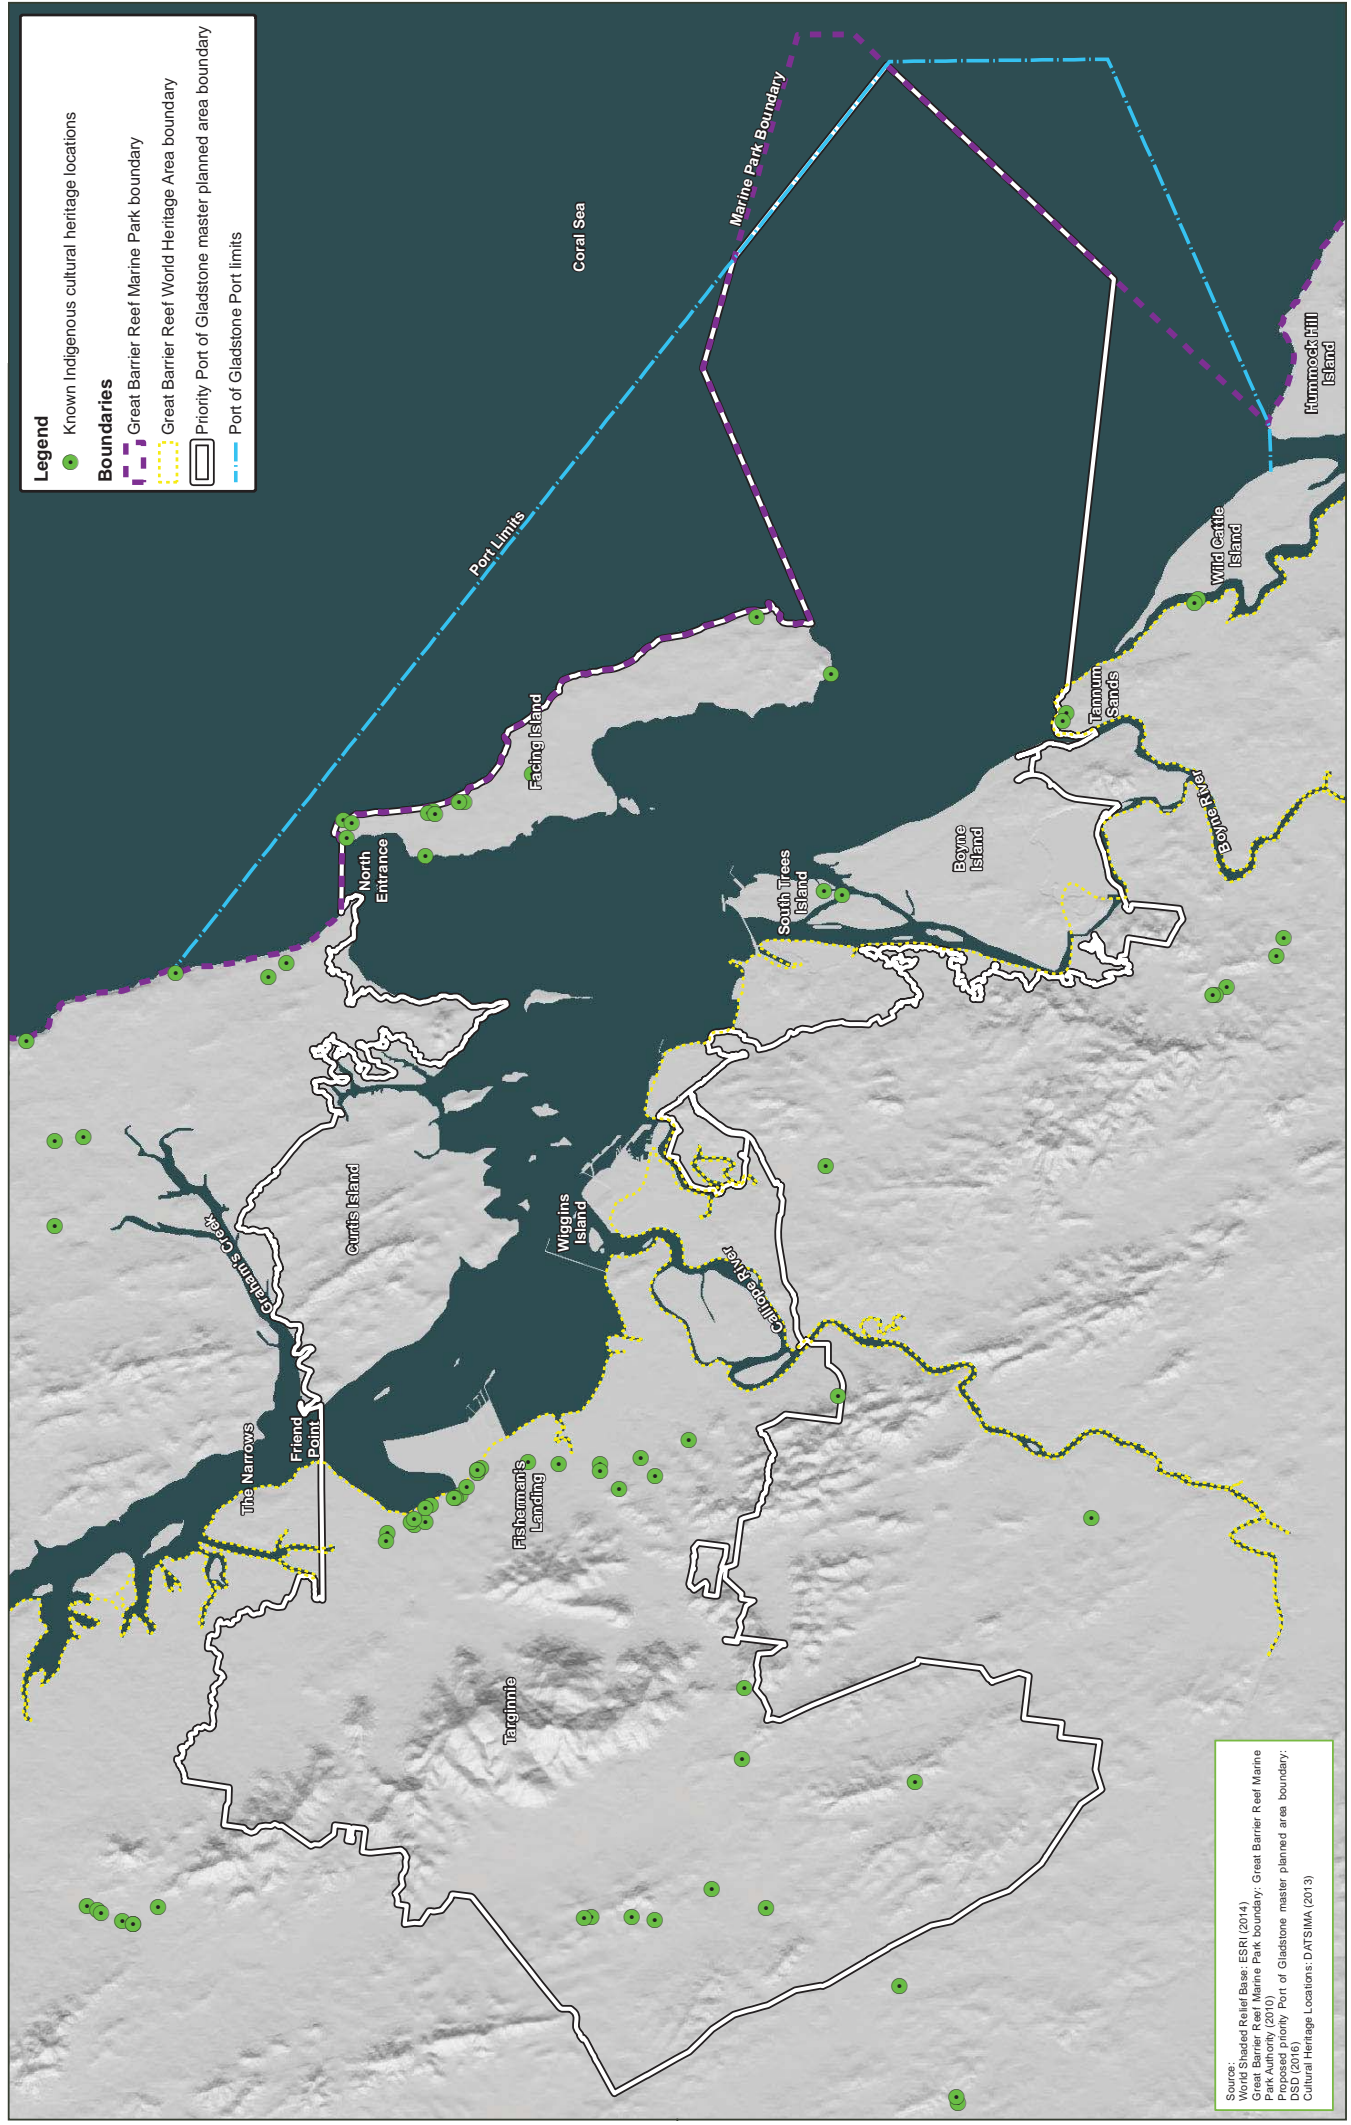 Legend
Known Indigenous cultural heritage locations
Boundaries
Great Barrier Reef Marine Park boundary
Great Barrier Reef World Heritage Area boundary
Priority Port of Gladstone master planned area boundary
Port of Gladstone Port limits
Coral Sea
Marine Park Boundary
Port Limits
Hummock Hill
Island
Wild Cattle
Island
Tannum
Sands
Boyne River
Boyne
Island
South Trees
Island
Facing Island
North
Entrance
Curtis Island
Graham's Creek
Wiggins
Island
Calliope River
The Narrows
Friend
Point
Fisherman's
Landing
Targinnie
Source:
World Shaded Relief Base: ESRI (2014)
Great Barrier Reef Marine Park boundary: Great Barrier Reef Marine
Park Authority (2010)
Proposed priority Port of Gladstone master planned area boundary:
DSD (2016)
Cultural Heritage Locations: DATSIMA (2013)